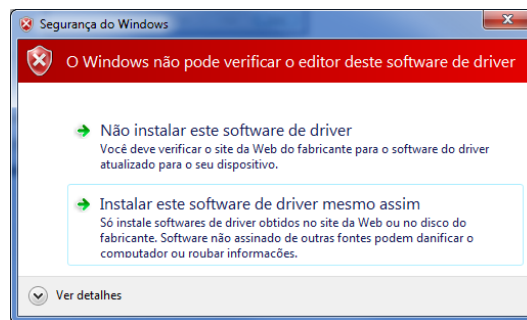 Segurança do Windows
O Windows não pode verificar o editor deste software de driver
Não instalar este software de driver
Você deve verificar o site da Web do fabricante para o software do driver
atualizado para o seu dispositivo.
Instalar este software de driver mesmo assim
Só instale softwares de driver obtidos no site da Web ou no disco do
fabricante. Software não assinado de outras fontes podem danificar o
computador ou roubar informações.
Ver detalhes